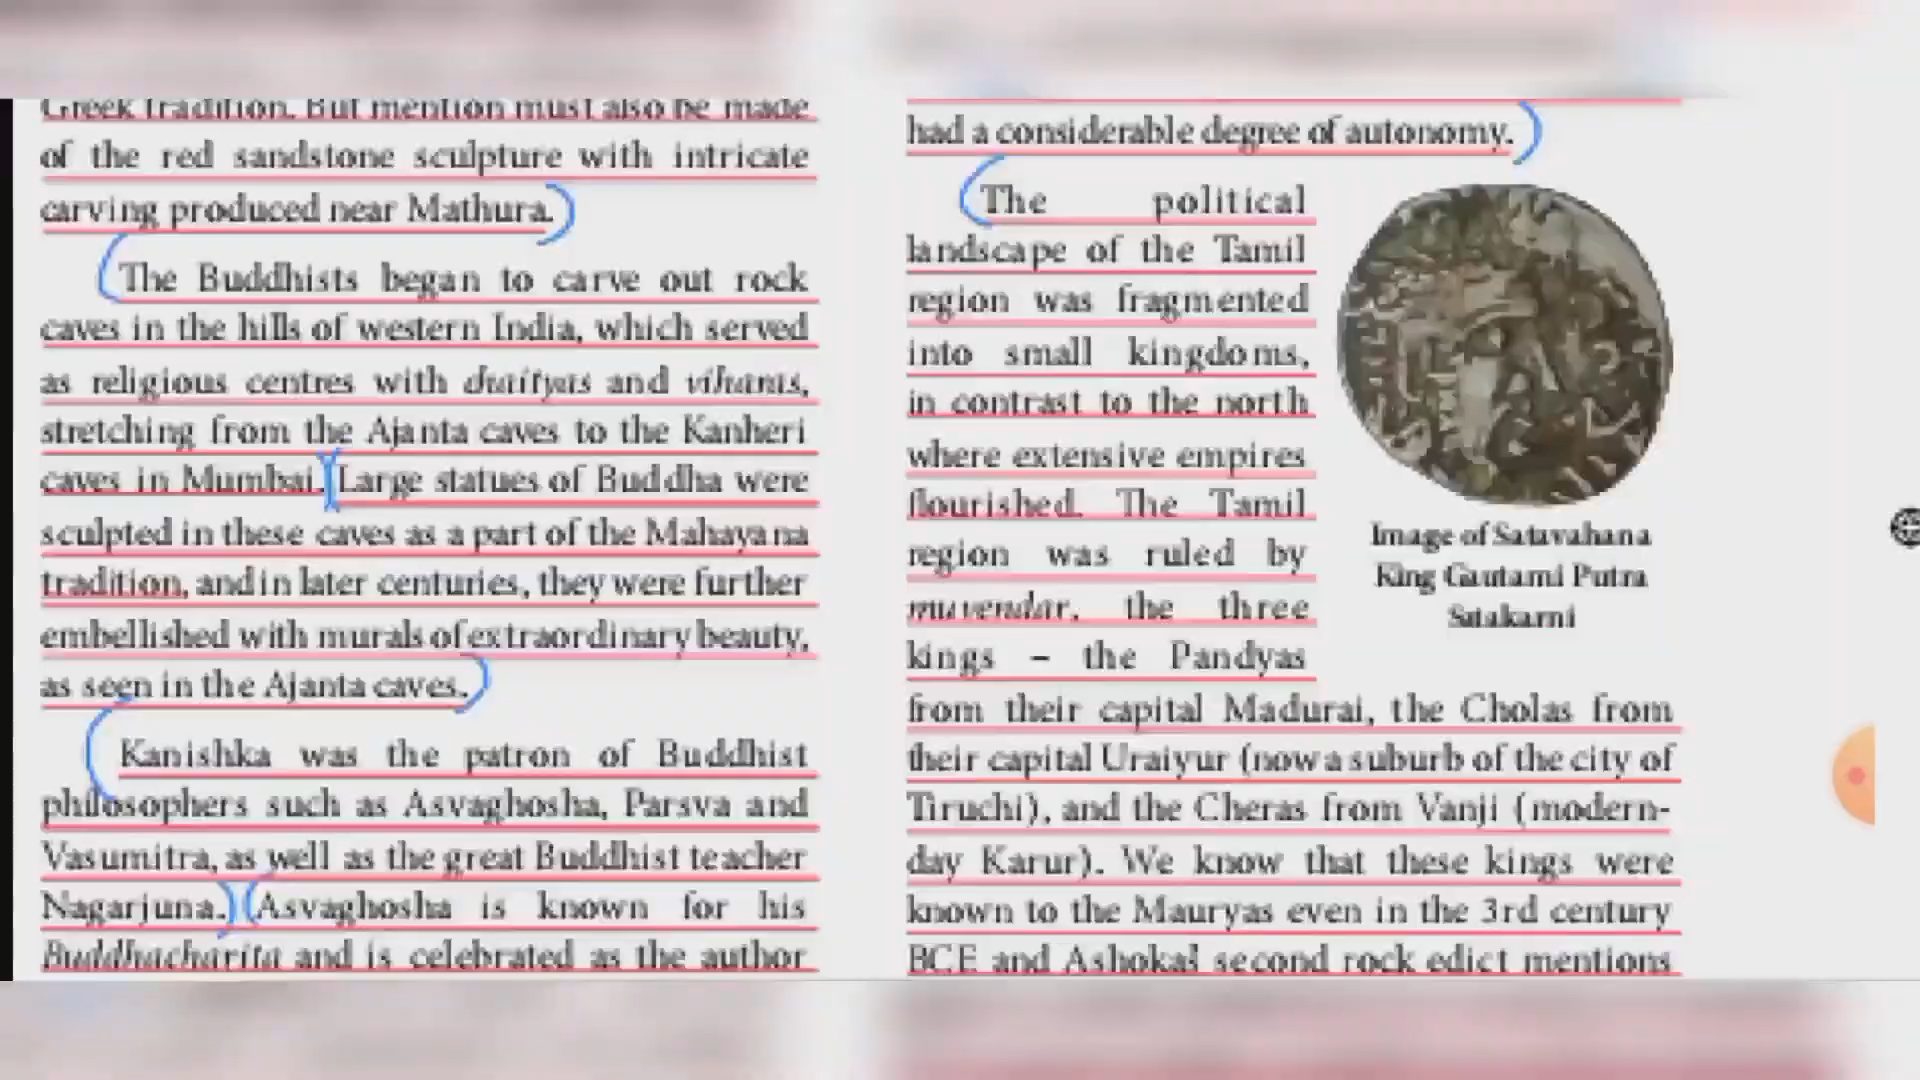 Greek tradition. But mention must also be made
of the red sandstone sculpture with intricate
carving produced near Mathura.
The Buddhists began to carve out rock
caves in the hills of western India, which served
as religious centres with chaityas and viharas,
stretching from the Ajanta caves to the Kanheri
caves in Mumbai. Large statues of Buddha were
sculpted in these caves as a part of the Mahayana
tradition, and in later centuries, they were further
embellished with murals of extraordinary beauty,
as seen in the Ajanta caves.
Kanishka was the patron of Buddhist
philosophers such as Asvaghosha, Parsva and
Vasumitra, as well as the great Buddhist teacher
Nagarjuna. Asvaghosha is known for his
Buddhacharita and is celebrated as the author
had a considerable degree of autonomy.
The political
landscape of the Tamil
region was fragmented
into small kingdoms,
in contrast to the north
where extensive empires
flourished. The Tamil
region was ruled by
muvendar, the three
kings – the Pandyas
from their capital Madurai, the Cholas from
their capital Uraiyur (now a suburb of the city of
Tiruchi), and the Cheras from Vanji (modern-
day Karur). We know that these kings were
known to the Mauryas even in the 3rd century
BCE and Ashoka's second rock edict mentions
Image of Satavahana
King Gautami Putra
Satakarni